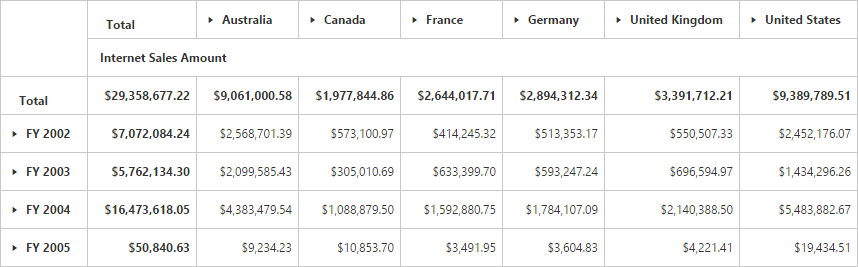 Total Australia Canada France Germany United Kingdom United States
Internet Sales Amount
Total $29,358,677.22 $9,061,000.58 $1,977,844.86 $2,644,017.71 $2,894,312.34 $3,391,712.21 $9,389,789.51
FY 2002 $7,072,084.24 $2,568,701.39 $573,100.97 $414,245.32 $513,353.17 $550,507.33 $2,452,176.07
FY 2003 $5,762,134.30 $2,099,585.43 $305,010.69 $633,399.70 $593,247.24 $696,594.97 $1,434,296.26
FY 2004 $16,473,618.05 $4,383,479.54 $1,088,879.50 $1,592,880.75 $1,784,107.09 $2,140,388.50 $5,483,882.67
FY 2005 $50,840.63 $9,234.23 $10,853.70 $3,491.95 $3,604.83 $4,221.41 $19,434.51